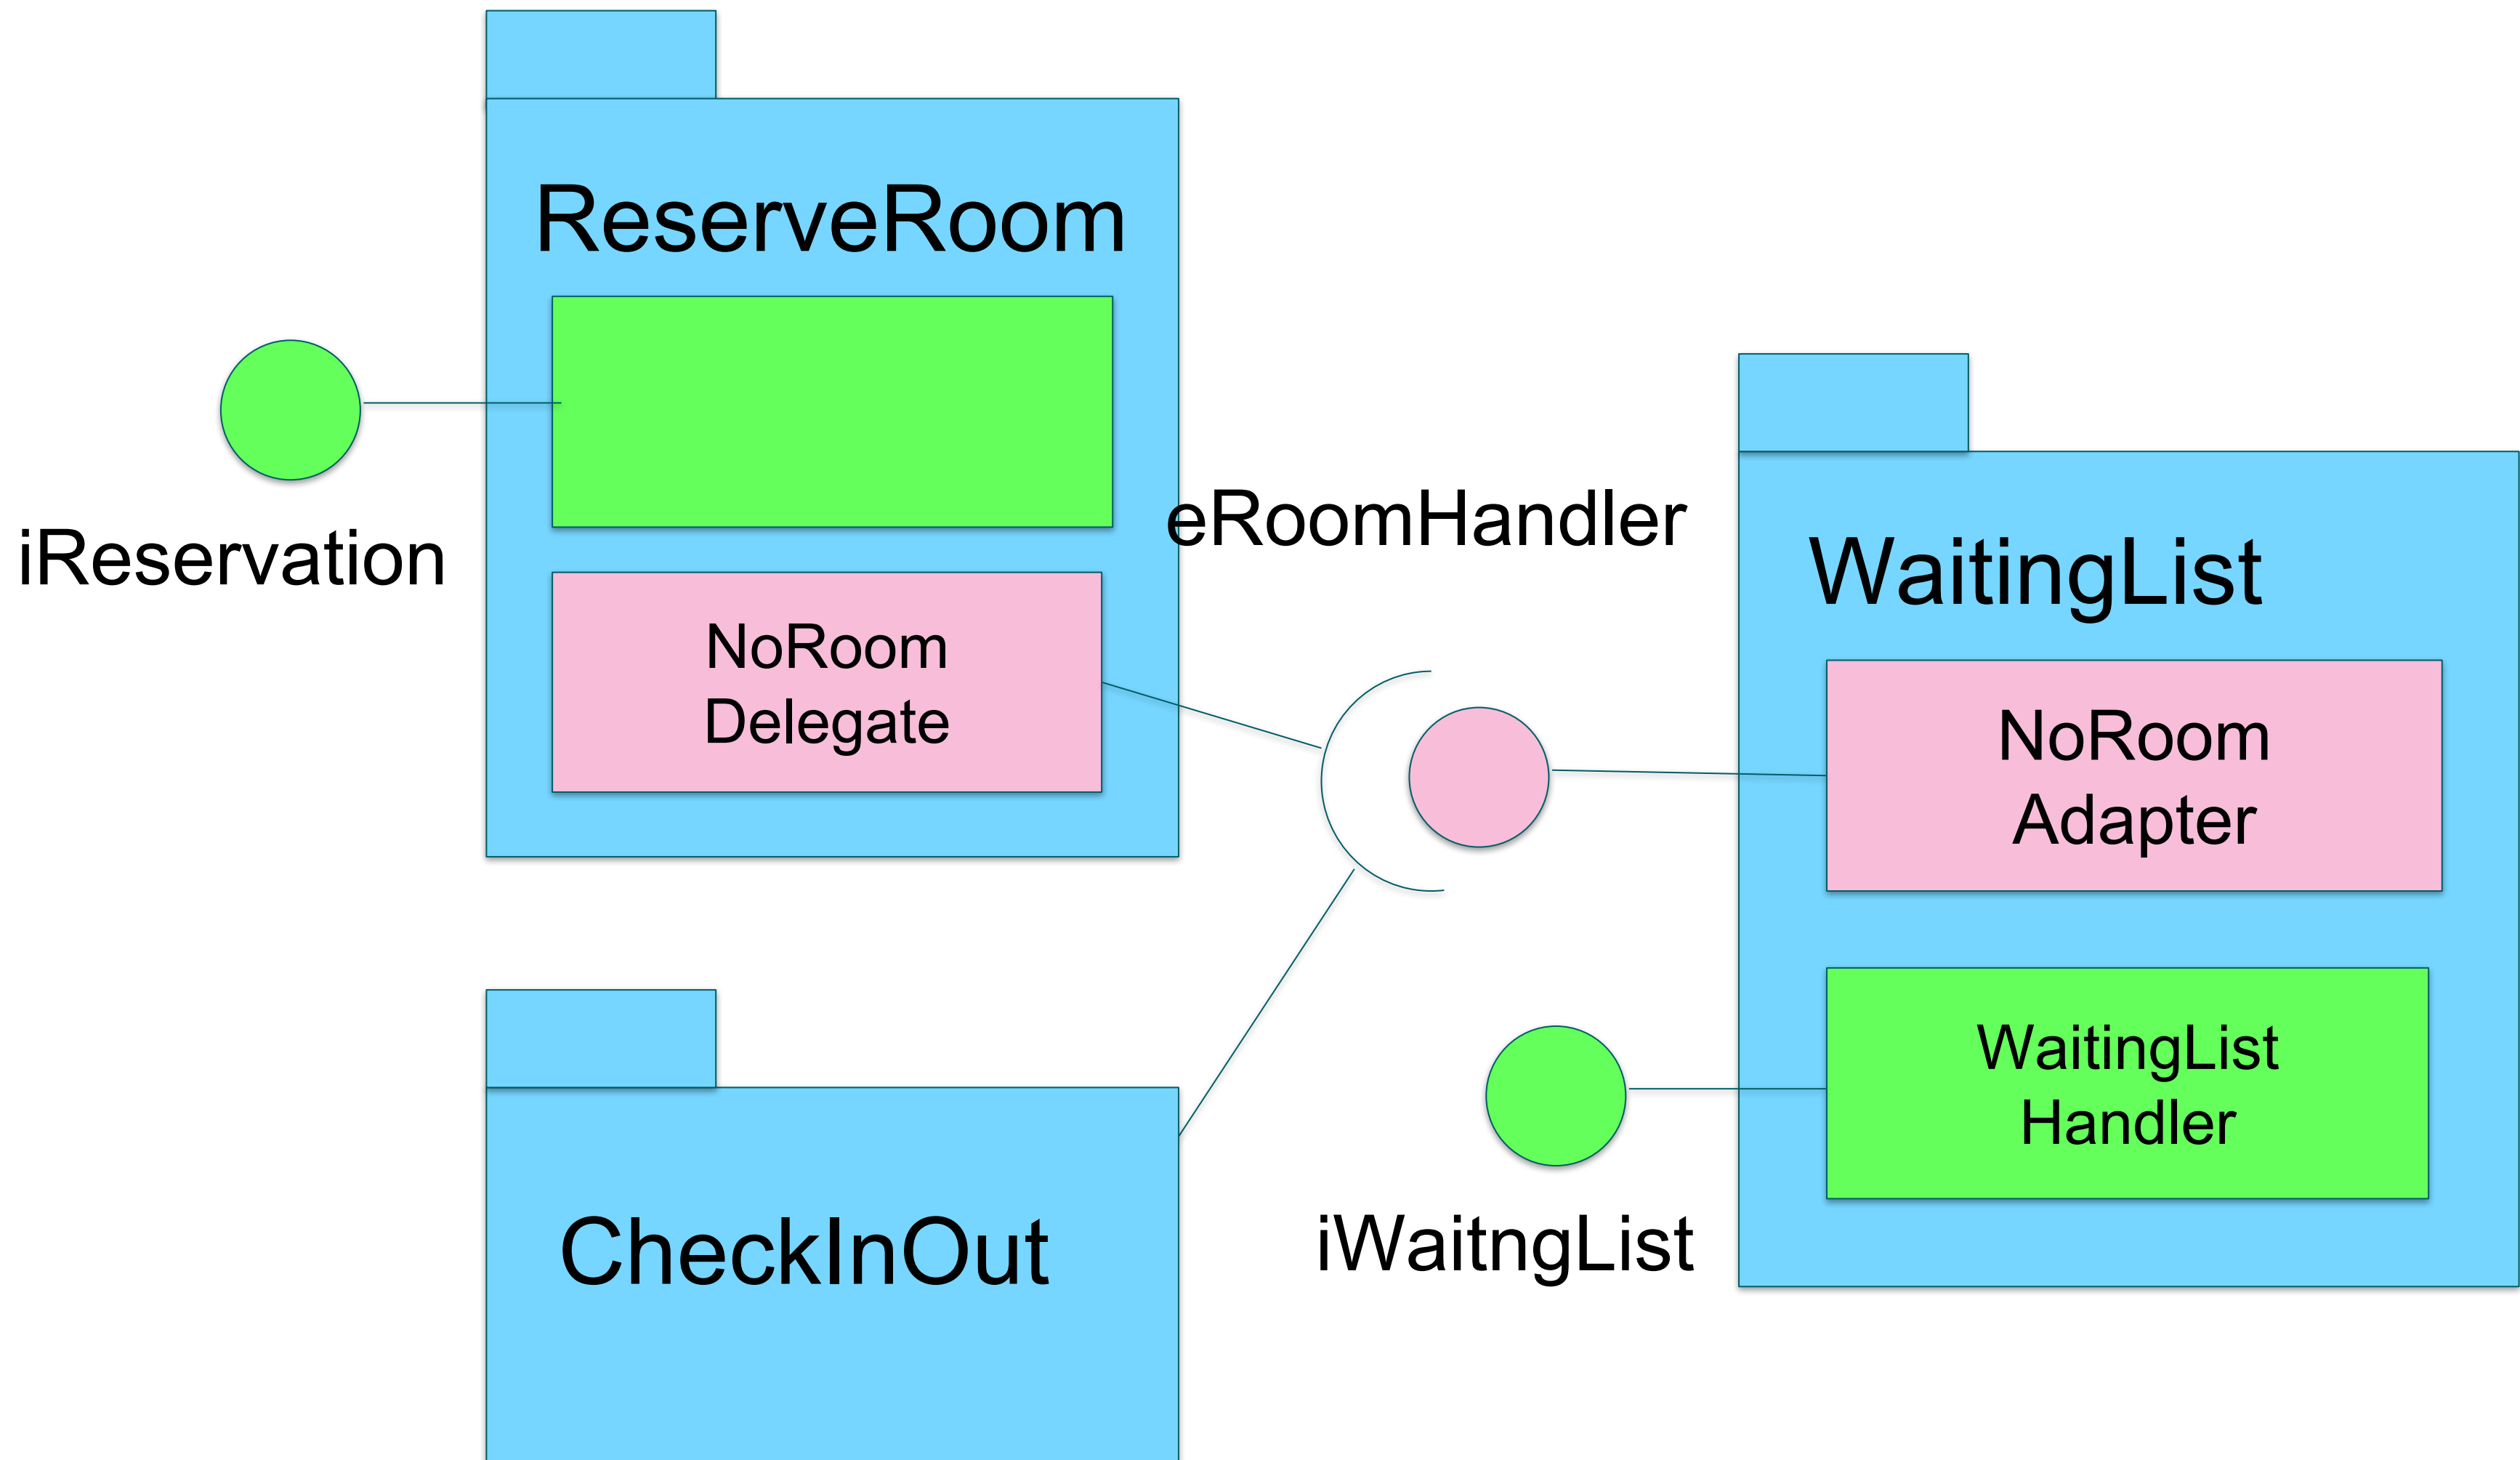 ReserveRoom
iReservation
NoRoom
Delegate
eRoomHandler
WaitingList
NoRoom
Adapter
WaitingList
Handler
iWaitngList
CheckInOut